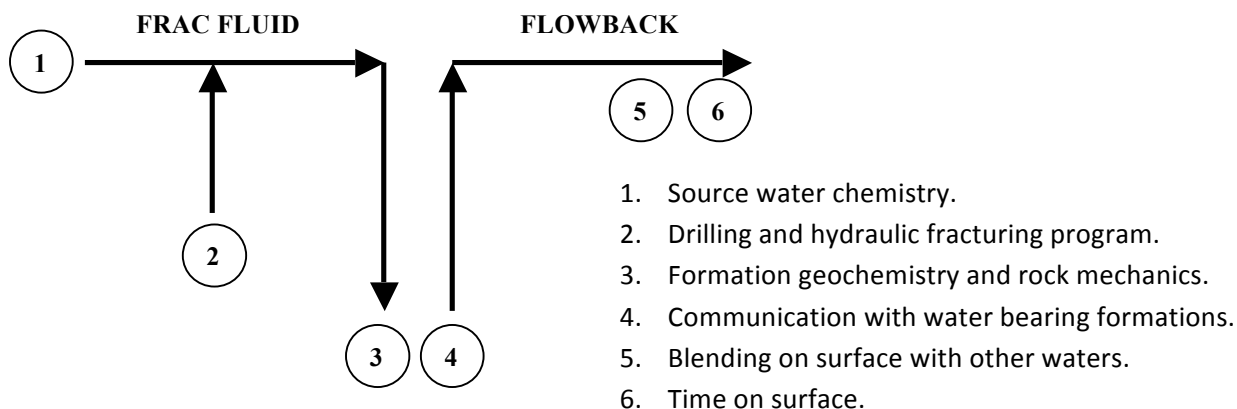 FRAC FLUID
FLOWBACK
1
5
6
2
3
4
1. Source water chemistry.
2. Drilling and hydraulic fracturing program.
3. Formation geochemistry and rock mechanics.
4. Communication with water bearing formations.
5. Blending on surface with other waters.
6. Time on surface.